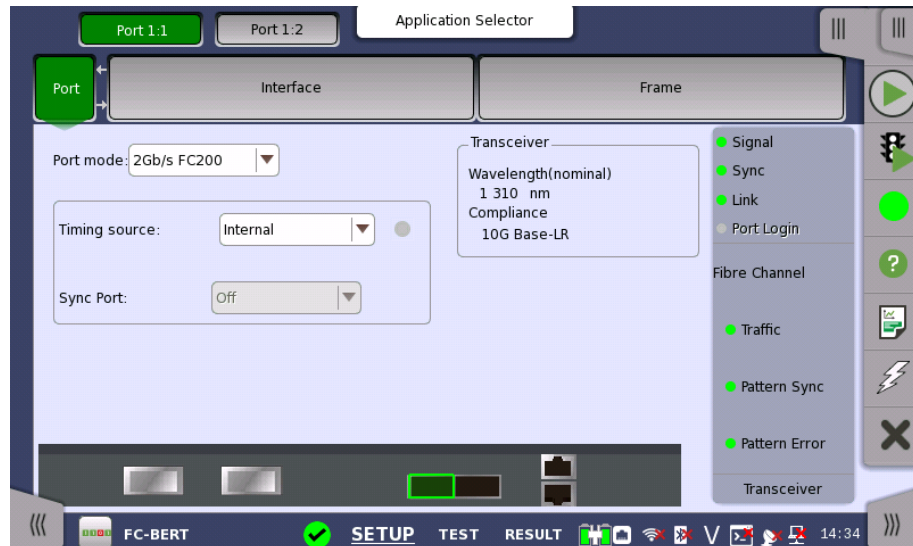 Application Selector
Port 1:1
Port 1:2
Port
Interface
Frame
Port mode:
2Gb/s FC200
Timing source:
Internal
Sync Port:
Off
Transceiver
Wavelength(nominal)
1 310 nm
Compliance
10G Base-LR
Signal
Sync
Link
Port Login
Fibre Channel
Traffic
Pattern Sync
Pattern Error
Transceiver
?
FC-BERT
SETUP
TEST
RESULT
V
14:34